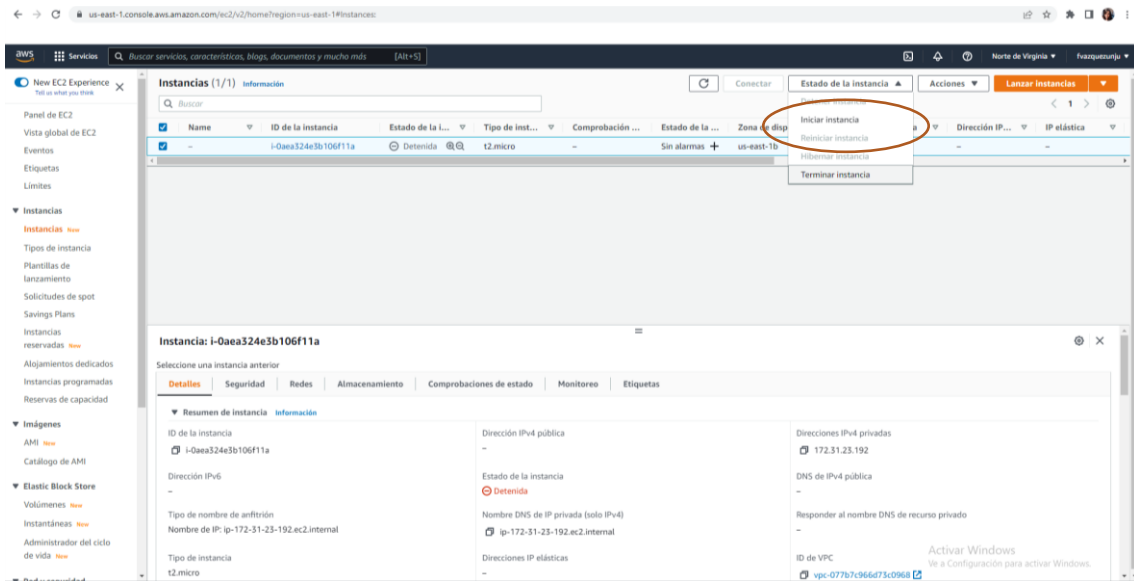 us-east-1.console.aws.amazon.com/ec2/v2/home?region=us-east-1#Instances:
aws Servicios Buscar servicios, características, blogs, documentos y mucho más [Alt+S] Norte de Virginia fvazquezunju
New EC2 Experience
Tell us what you think
Panel de EC2
Vista global de EC2
Eventos
Etiquetas
Límites
Instancias
Instancias New
Tipos de instancia
Plantillas de
lanzamiento
Solicitudes de spot
Savings Plans
Instancias
reservadas New
Alojamientos dedicados
Instancias programadas
Reservas de capacidad
Imágenes
AMI New
Catálogo de AMI
Elastic Block Store
Volúmenes New
Instantáneas New
Administrador del ciclo
de vida New
Red y seguridad
Instancias (1/1) Información Conectar Estado de la instancia Acciones Lanzar instancias
Buscar 1
Name ID de la instancia Estado de la i... Tipo de inst... Comprobación ... Estado de la ... Zona de disp Dirección IP... IP elástica
– i-0aea324e3b106f11a Detenida t2.micro – Sin alarmas + us-east-1b – –
Iniciar instancia
Reiniciar instancia
Hibernar instancia
Terminar instancia
Instancia: i-0aea324e3b106f11a
Seleccione una instancia anterior
Detalles Seguridad Redes Almacenamiento Comprobaciones de estado Monitoreo Etiquetas
Resumen de instancia Información
ID de la instancia Dirección IPv4 pública Direcciones IPv4 privadas
i-0aea324e3b106f11a – 172.31.23.192
Dirección IPv6 Estado de la instancia DNS de IPv4 pública
– Detenida –
Tipo de nombre de anfitrión Nombre DNS de IP privada (solo IPv4) Responder al nombre DNS de recurso privado
Nombre de IP: ip-172-31-23-192.ec2.internal ip-172-31-23-192.ec2.internal –
Tipo de instancia Direcciones IP elásticas ID de VPC
t2.micro – vpc-077b7c966d73c0968
Activar Windows
Ve a Configuración para activar Windows.